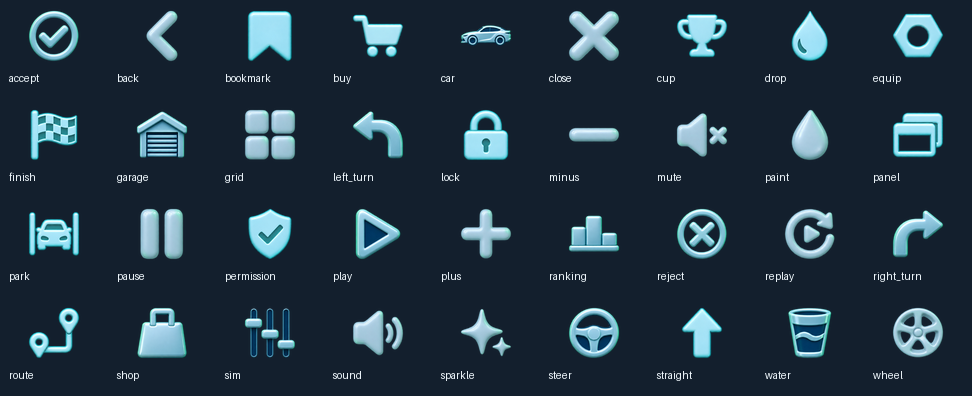 accept back bookmark buy car close cup drop equip
finish garage grid left_turn lock minus mute paint panel
park pause permission play plus ranking reject replay right_turn
route shop sim sound sparkle steer straight water wheel